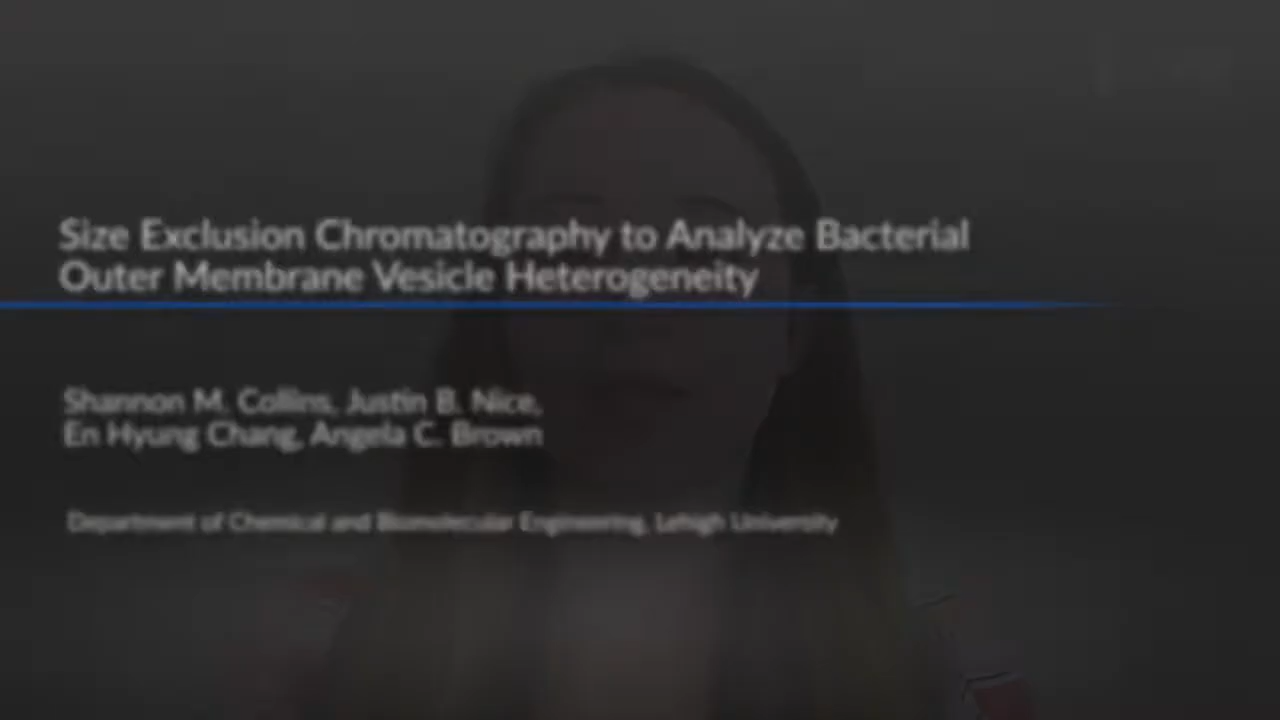 Size Exclusion Chromatography to Analyze Bacterial
Outer Membrane Vesicle Heterogeneity
Shannon M. Collins, Justin B. Nice,
En Hyung Chang, Angela C. Brown
Department of Chemical and Biomolecular Engineering, Lehigh University